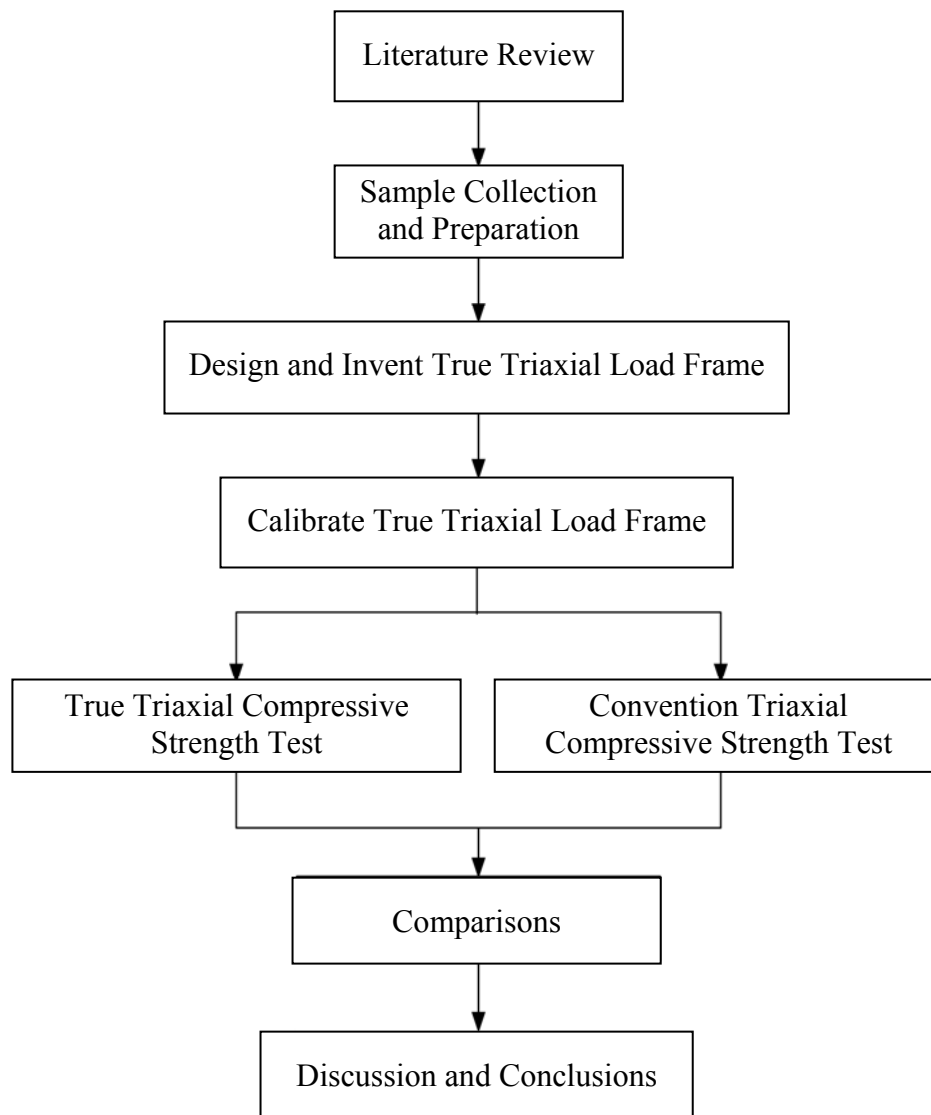 Literature Review
Sample Collection
and Preparation
Design and Invent True Triaxial Load Frame
Calibrate True Triaxial Load Frame
True Triaxial Compressive
Strength Test
Convention Triaxial
Compressive Strength Test
Comparisons
Discussion and Conclusions